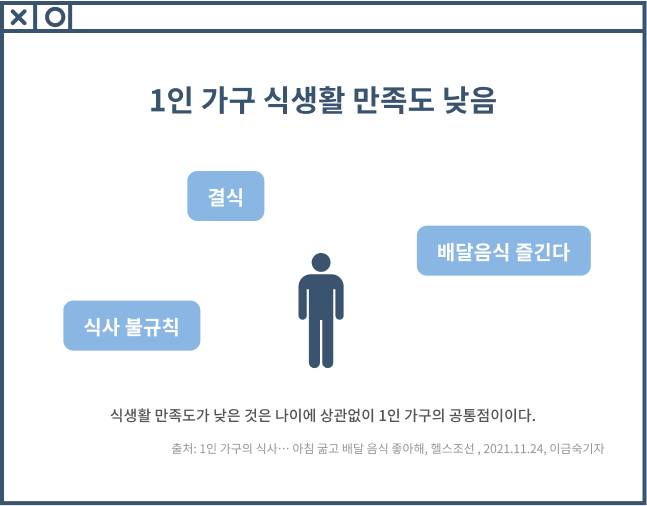 1인 가구 식생활 만족도 낮음
결식
배달음식 즐긴다
식사 불규칙
식생활 만족도가 낮은 것은 나이에 상관없이 1인 가구의 공통점이이다.
출처: 1인 가구의 식사… 아침 굶고 배달 음식 좋아해, 헬스조선 , 2021.11.24, 이금숙기자